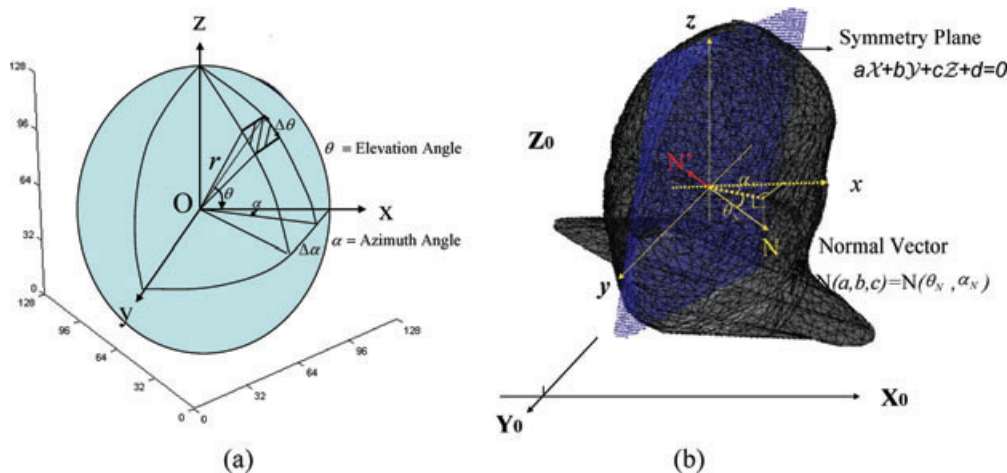 Z
128
96
64
32
0
128
96
64
32
0
0
32
64
96
128
r
Δθ
θ = Elevation Angle
θ
O
X
α
α = Azimuth Angle
Δα
y
(a)
z
Symmetry Plane
aX+by+cZ+d=0
Z0
N'
α
x
θ
N
Normal Vector
N(a,b,c)=N(θN , αN)
y
X0
Y0
(b)